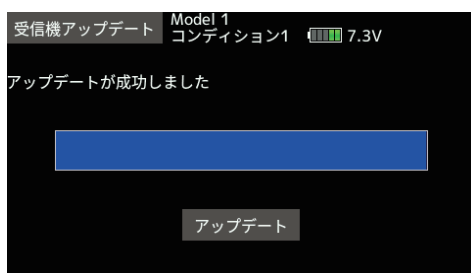 受信機アップデート
Model 1
コンディション1 7.3V
アップデートが成功しました
アップデート